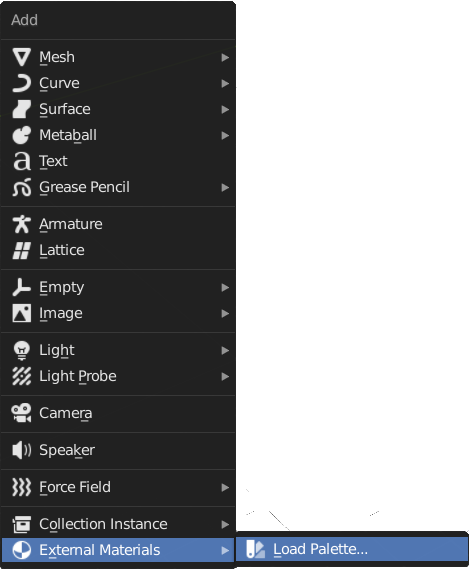 Add
Mesh
Curve
Surface
Metaball
Text
Grease Pencil
Armature
Lattice
Empty
Image
Light
Light Probe
Camera
Speaker
Force Field
Collection Instance
External Materials
Load Palette...